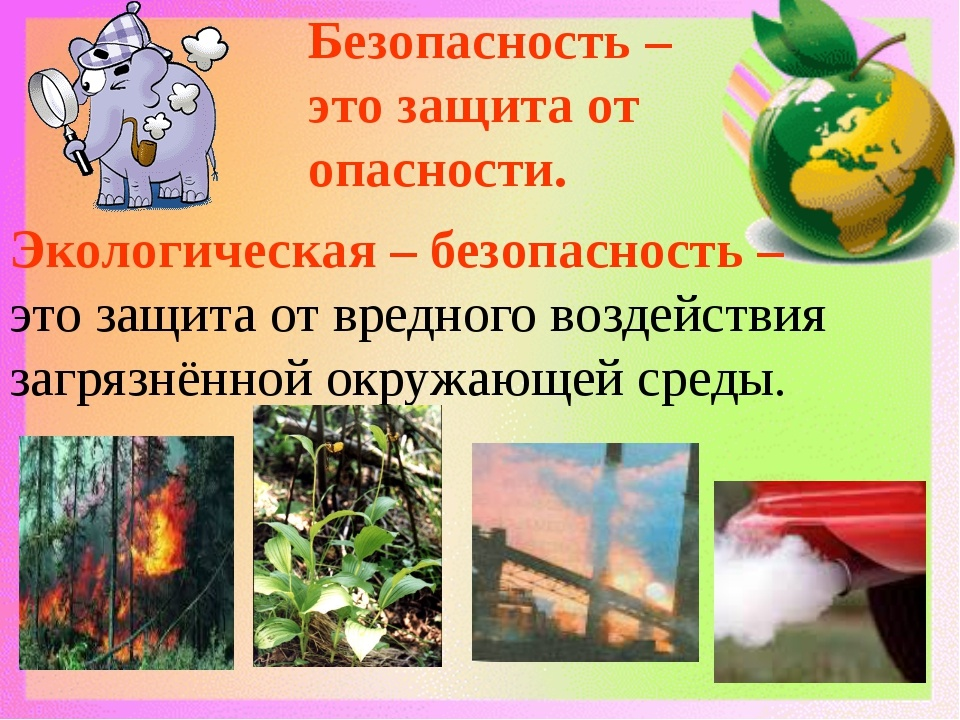 Безопасность –
это защита от
опасности.
Экологическая – безопасность –
это защита от вредного воздействия
загрязнённой окружающей среды.